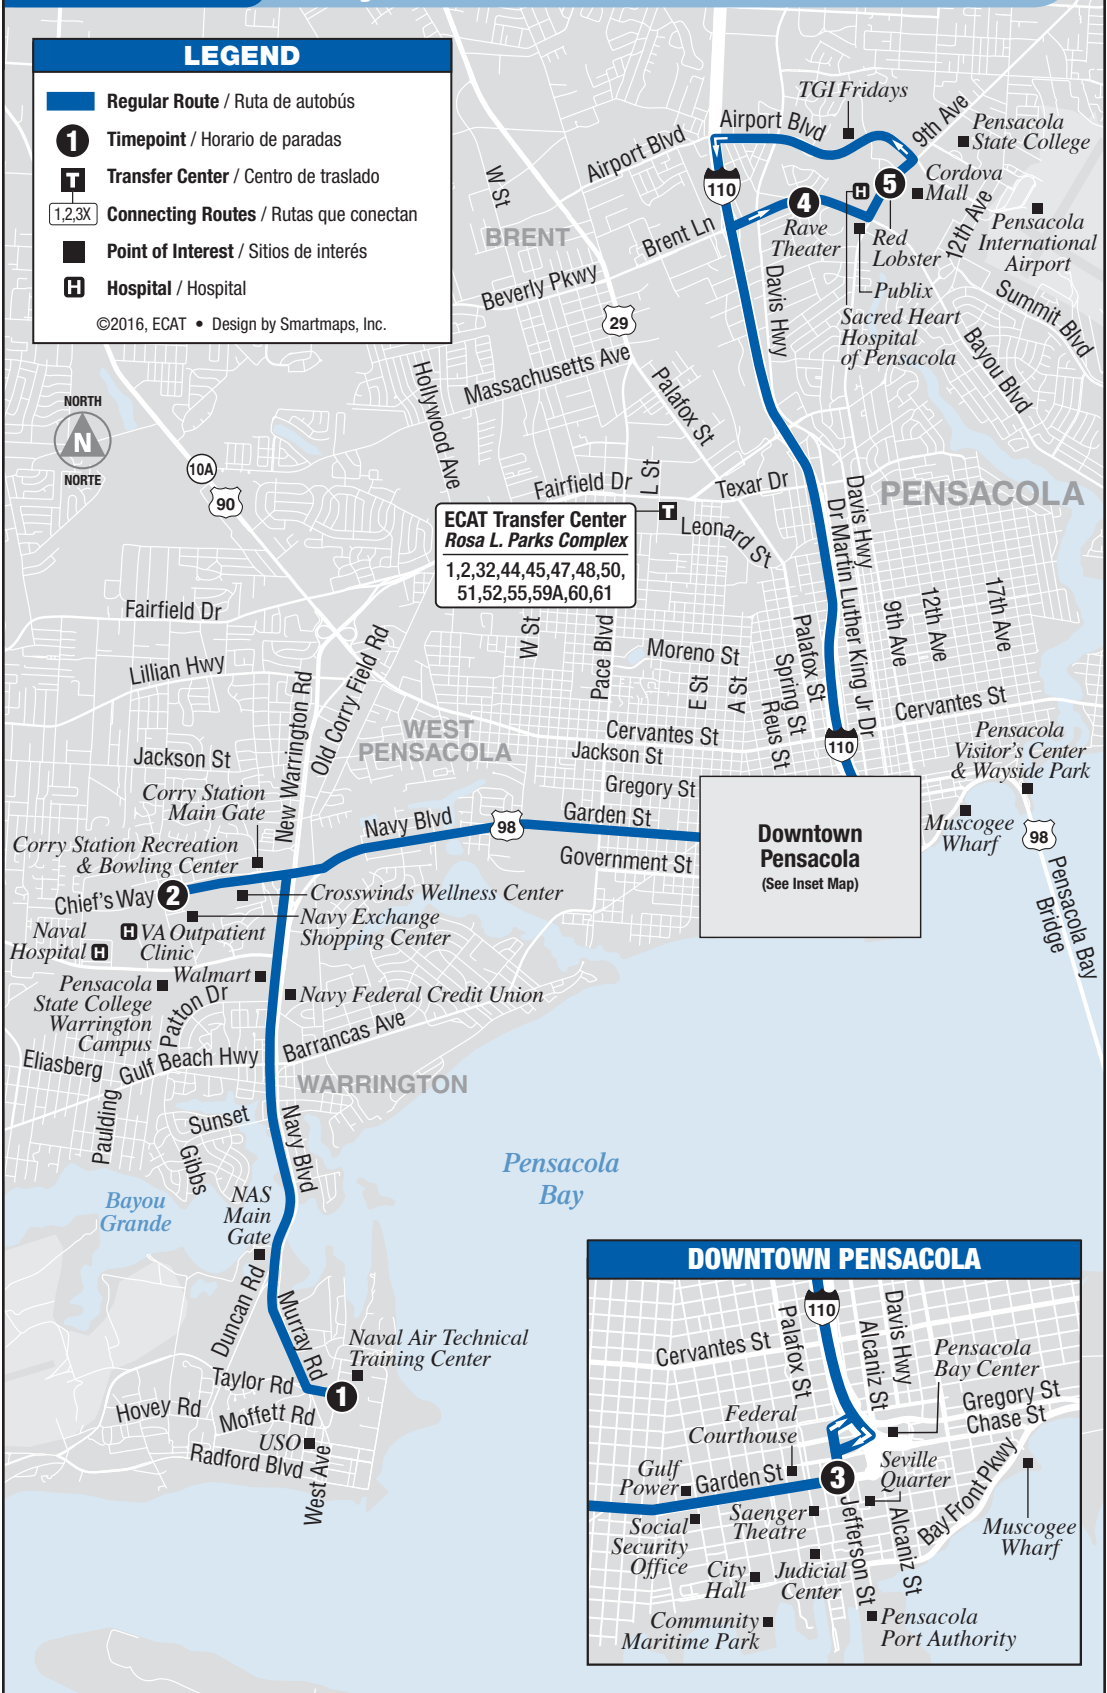 LEGEND
Regular Route / Ruta de autobús
1
Timepoint / Horario de paradas
T
Transfer Center / Centro de traslado
1,2,3X
Connecting Routes / Rutas que conectan
Point of Interest / Sitios de interés
H
Hospital / Hospital
©2016, ECAT • Design by Smartmaps, Inc.
NORTH
N
NORTE
TGI Fridays
Airport Blvd
9th Ave
Pensacola
State College
Airport Blvd
W St
110
H
5
Cordova
Mall
4
Rave
Theater
Red
Lobster
12th Ave
Pensacola
International
Airport
BRENT
Brent Ln
Beverly Pkwy
Davis Hwy
Publix
Sacred Heart
Hospital
of Pensacola
Summit Blvd
Bayou Blvd
29
Massachusetts Ave
Hollywood Ave
Palafox St
10A
90
Fairfield Dr
L St
Texar Dr
T
Leonard St
ECAT Transfer Center
Rosa L. Parks Complex
1,2,32,44,45,47,48,50,
51,52,55,59A,60,61
PENSACOLA
Davis Hwy
Dr Martin Luther King Jr Dr
Fairfield Dr
Lillian Hwy
W St
Pace Blvd
Moreno St
E St
A St
Palafox St
Spring St
Reus St
9th Ave
12th Ave
17th Ave
Cervantes St
New Warrington Rd
Old Corry Field Rd
WEST
PENSACOLA
Cervantes St
Jackson St
110
Jackson St
Gregory St
Pensacola
Visitor's Center
& Wayside Park
Corry Station
Main Gate
Navy Blvd
98
Garden St
Government St
Downtown
Pensacola
(See Inset Map)
Muscogee
Wharf
98
Pensacola Bay
Bridge
Corry Station Recreation
& Bowling Center
Chief's Way
2
Crosswinds Wellness Center
Navy Exchange
Shopping Center
Naval
Hospital H
H VA Outpatient
Clinic
Walmart
Pensacola
State College
Warrington
Campus
Patton Dr
Navy Federal Credit Union
Barrancas Ave
Eliasberg
Gulf Beach Hwy
WARRINGTON
Paulding
Sunset
Gibbs
Navy Blvd
Pensacola
Bay
Bayou
Grande
NAS
Main
Gate
Duncan Rd
Murray Rd
Naval Air Technical
Training Center
Taylor Rd
1
Hovey Rd
Moffett Rd
USO
Radford Blvd
West Ave
DOWNTOWN PENSACOLA
110
Cervantes St
Palafox St
Davis Hwy
Alcaniz St
Pensacola
Bay Center
Gregory St
Chase St
Federal
Courthouse
Gulf
Power
Garden St
3
Seville
Quarter
Social
Security
Office
Saenger
Theatre
Jefferson St
Alcaniz St
Bay Front Pkwy
Muscogee
Wharf
City
Hall
Judicial
Center
Community
Maritime Park
Pensacola
Port Authority